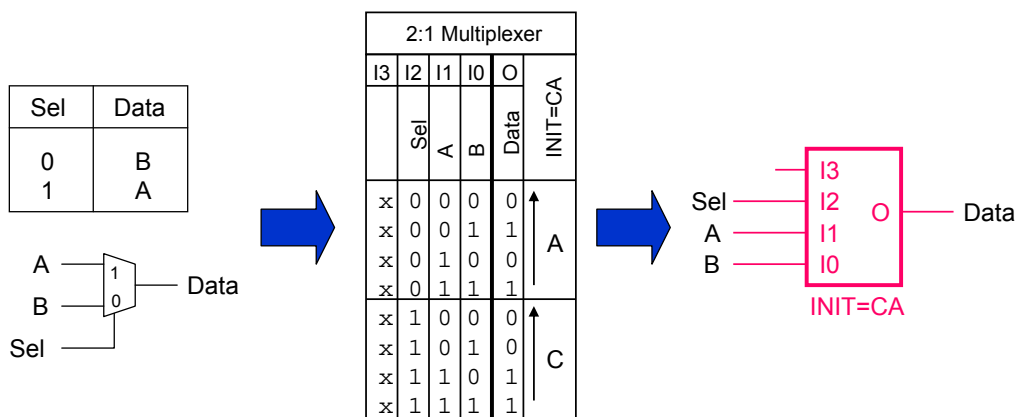 Sel Data
0 B
1 A
A
B
Sel
1
0
Data
2:1 Multiplexer
I3 I2 I1 I0 O INIT=CA
Sel A B Data
x 0 0 0 0
x 0 0 1 1
x 0 1 0 0
x 0 1 1 1
A
x 1 0 0 0
x 1 0 1 0
x 1 1 0 1
x 1 1 1 1
C
I3
Sel I2
A I1
B I0
O Data
INIT=CA